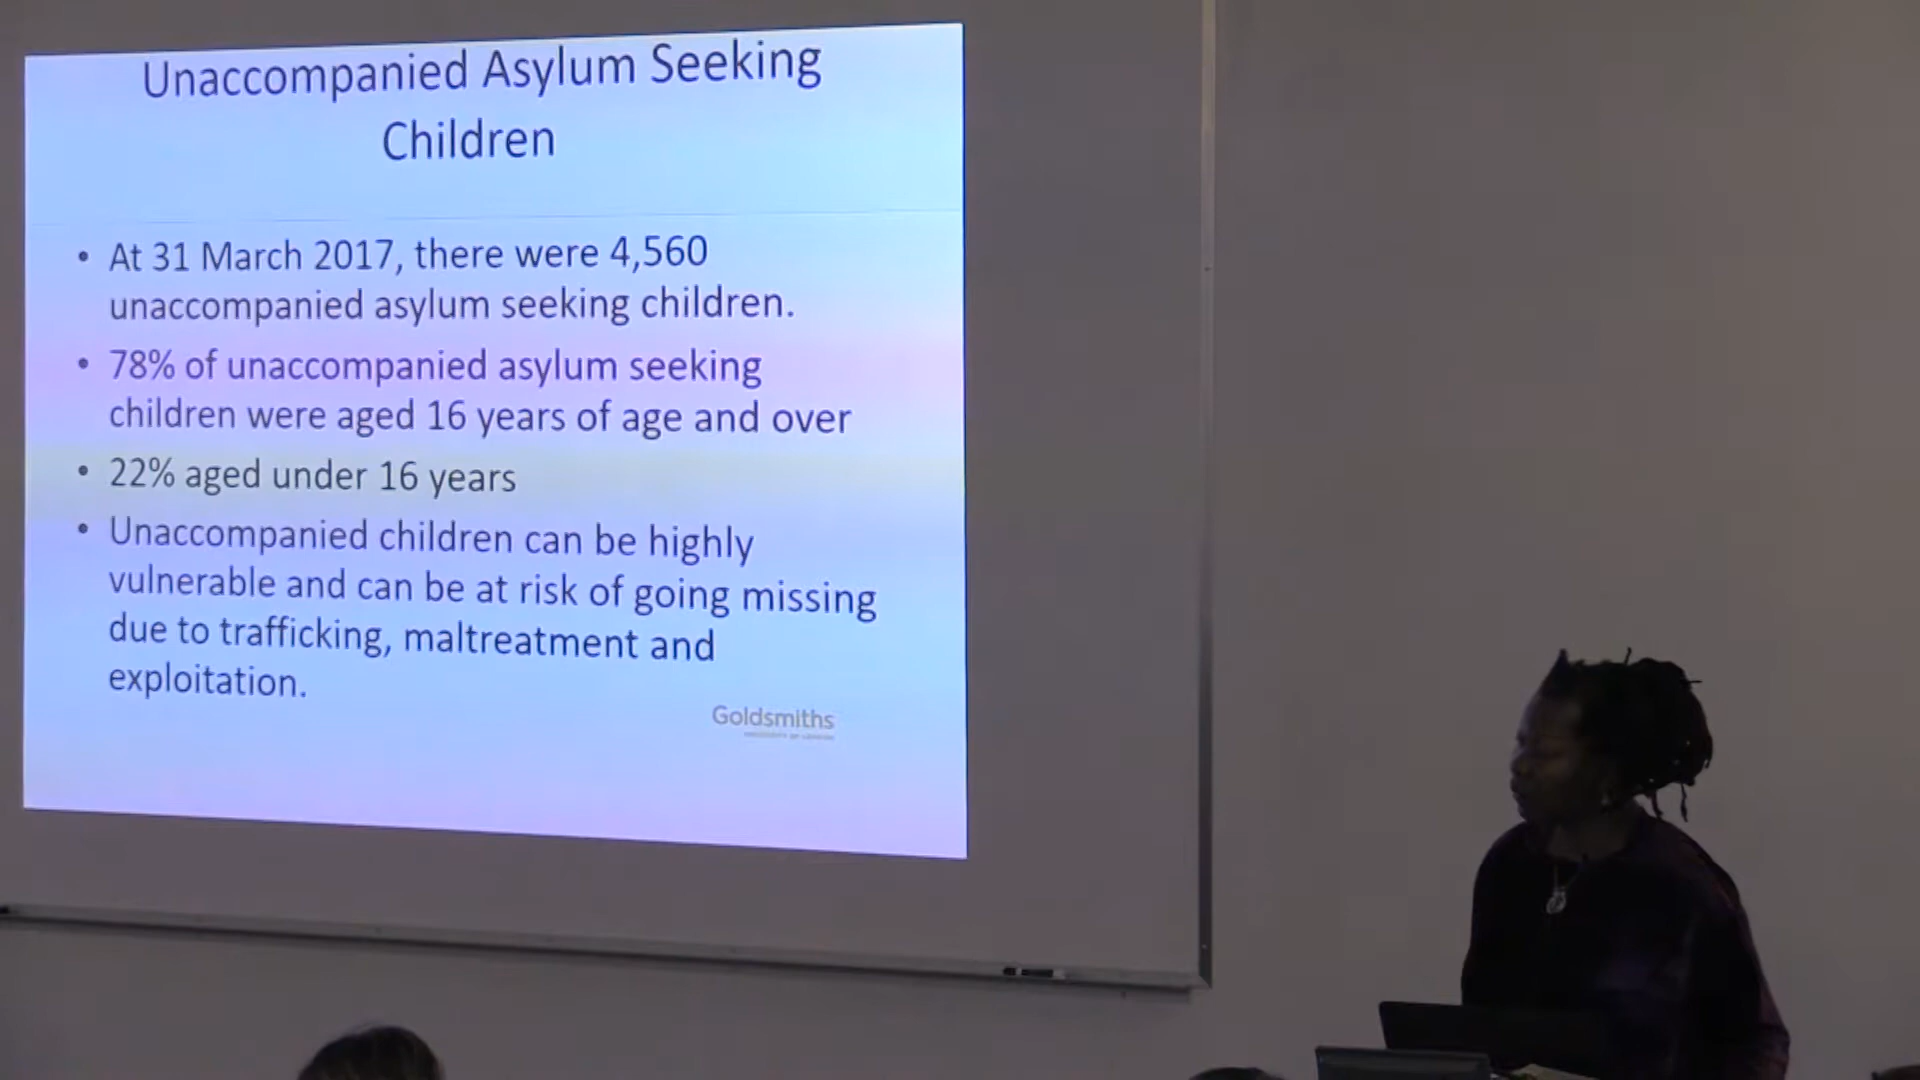 Unaccompanied Asylum Seeking
Children
• At 31 March 2017, there were 4,560
unaccompanied asylum seeking children.
• 78% of unaccompanied asylum seeking
children were aged 16 years of age and over
• 22% aged under 16 years
• Unaccompanied children can be highly
vulnerable and can be at risk of going missing
due to trafficking, maltreatment and
exploitation.
Goldsmiths